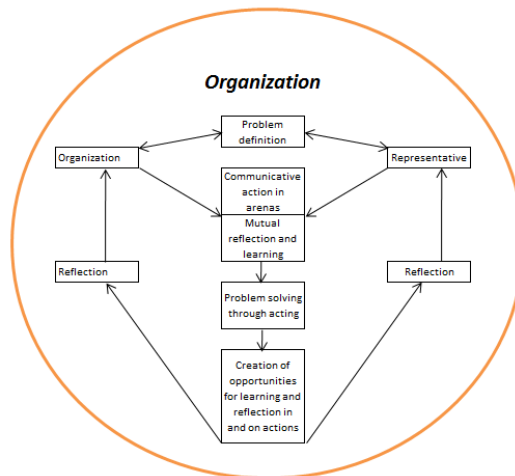 Organization
Problem
definition
Organization
Representative
Communicative
action in
arenas
Mutual
reflection and
learning
Reflection
Reflection
Problem solving
through acting
Creation of
opportunities
for learning and
reflection in
and on actions